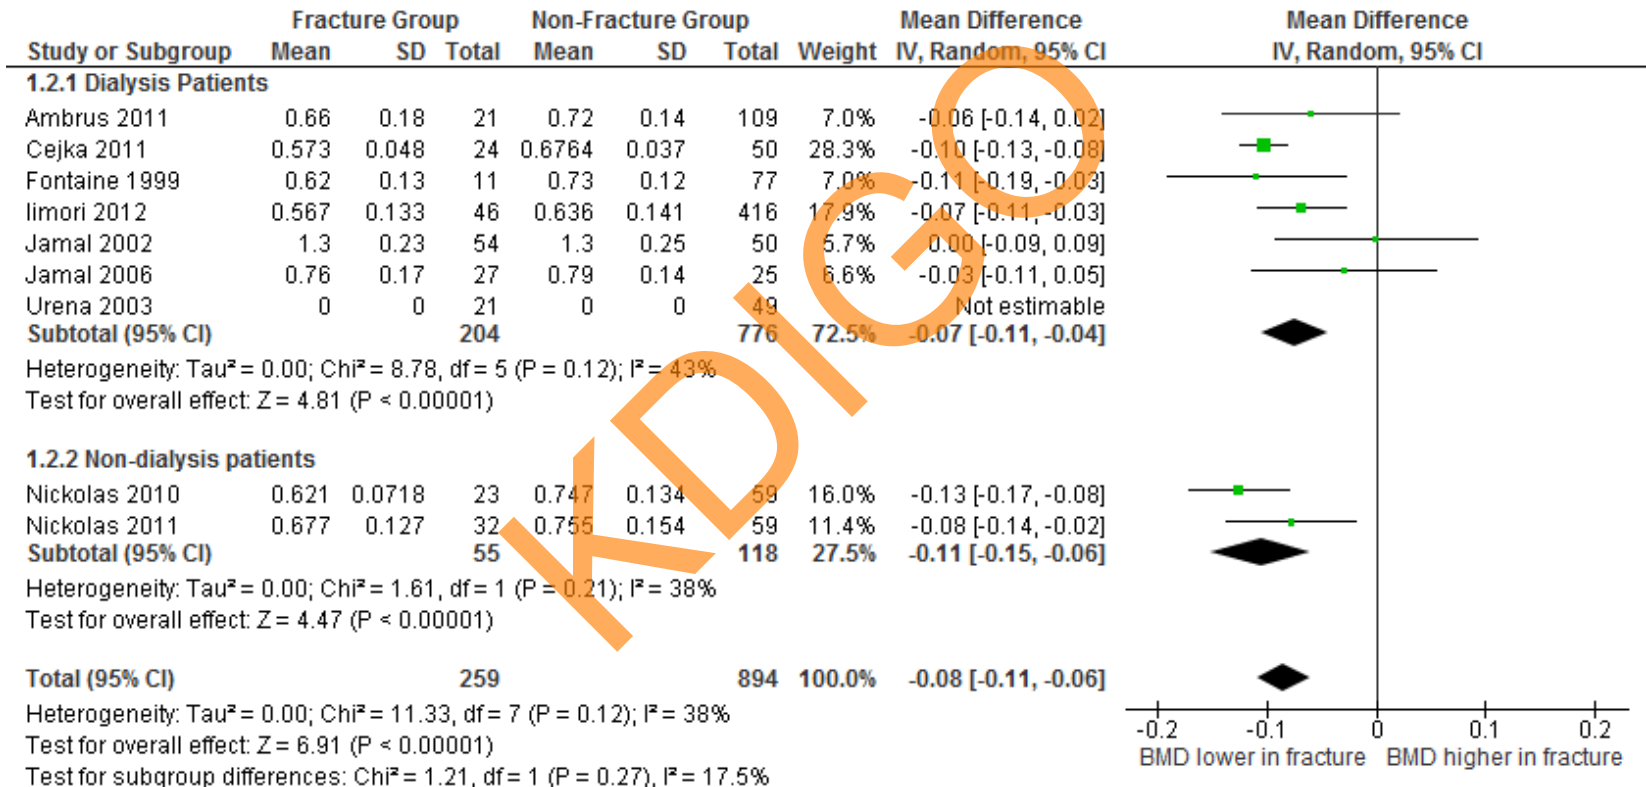 Fracture Group Non-Fracture Group Mean Difference Mean Difference
Study or Subgroup Mean SD Total Mean SD Total Weight IV, Random, 95% CI IV, Random, 95% CI
1.2.1 Dialysis Patients
Ambrus 2011 0.66 0.18 21 0.72 0.14 109 7.0% -0.06 [-0.14, 0.02]
Cejka 2011 0.573 0.048 24 0.6764 0.037 50 28.3% -0.10 [-0.13, -0.08]
Fontaine 1999 0.62 0.13 11 0.73 0.12 77 7.0% -0.11 [-0.19, -0.03]
Iimori 2012 0.567 0.133 46 0.636 0.141 416 17.9% -0.07 [-0.11, -0.03]
Jamal 2002 1.3 0.23 54 1.3 0.25 50 5.7% 0.00 [-0.09, 0.09]
Jamal 2006 0.76 0.17 27 0.79 0.14 25 6.6% -0.03 [-0.11, 0.05]
Urena 2003 0 0 21 0 0 49 Not estimable
Subtotal (95% CI) 204 776 72.5% -0.07 [-0.11, -0.04]
Heterogeneity: Tau² = 0.00; Chi² = 8.78, df = 5 (P = 0.12); I² = 43%
Test for overall effect: Z = 4.81 (P < 0.00001)
1.2.2 Non-dialysis patients
Nickolas 2010 0.621 0.0718 23 0.747 0.134 59 16.0% -0.13 [-0.17, -0.08]
Nickolas 2011 0.677 0.127 32 0.755 0.154 59 11.4% -0.08 [-0.14, -0.02]
Subtotal (95% CI) 55 118 27.5% -0.11 [-0.15, -0.06]
Heterogeneity: Tau² = 0.00; Chi² = 1.61, df = 1 (P = 0.21); I² = 38%
Test for overall effect: Z = 4.47 (P < 0.00001)
Total (95% CI) 259 894 100.0% -0.08 [-0.11, -0.06]
Heterogeneity: Tau² = 0.00; Chi² = 11.33, df = 7 (P = 0.12); I² = 38%
Test for overall effect: Z = 6.91 (P < 0.00001)
Test for subgroup differences: Chi² = 1.21, df = 1 (P = 0.27), I² = 17.5%
-0.2 -0.1 0 0.1 0.2
BMD lower in fracture BMD higher in fracture
KDIGO